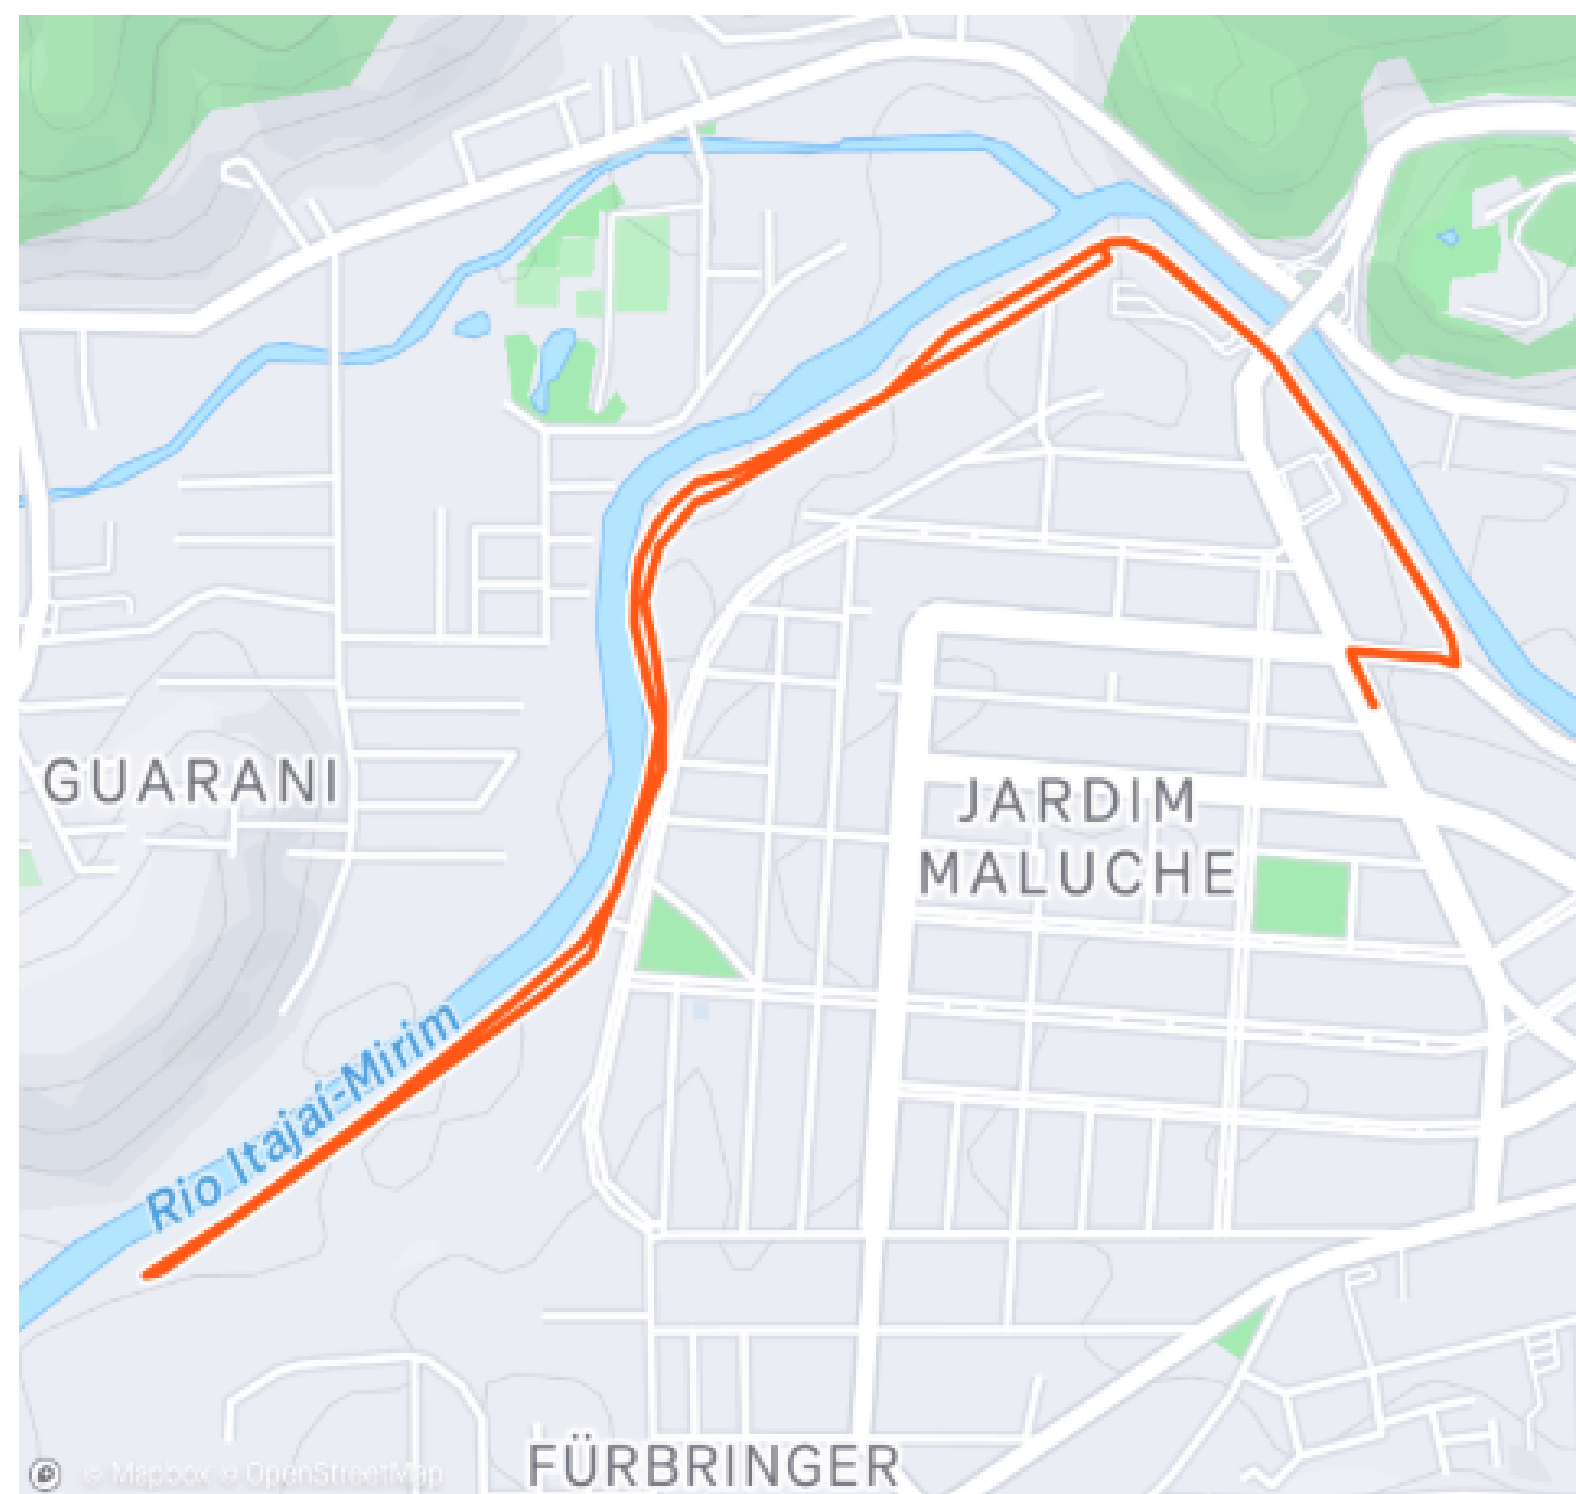 GUARANI
JARDIM
MALUCHE
Rio Itajaí-Mirim
FÜRBRINGER
© Mapbox © OpenStreetMap